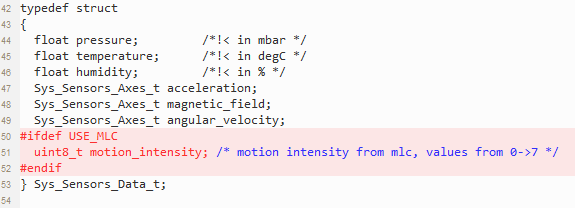 42 typedef struct
43 {
44   float pressure;         /*!< in mbar */
45   float temperature;      /*!< in degC */
46   float humidity;         /*!< in % */
47   Sys_Sensors_Axes_t acceleration;
48   Sys_Sensors_Axes_t magnetic_field;
49   Sys_Sensors_Axes_t angular_velocity;
50 #ifdef USE_MLC
51   uint8_t motion_intensity; /* motion intensity from mlc, values from 0->7 */
52 #endif
53 } Sys_Sensors_Data_t;
54